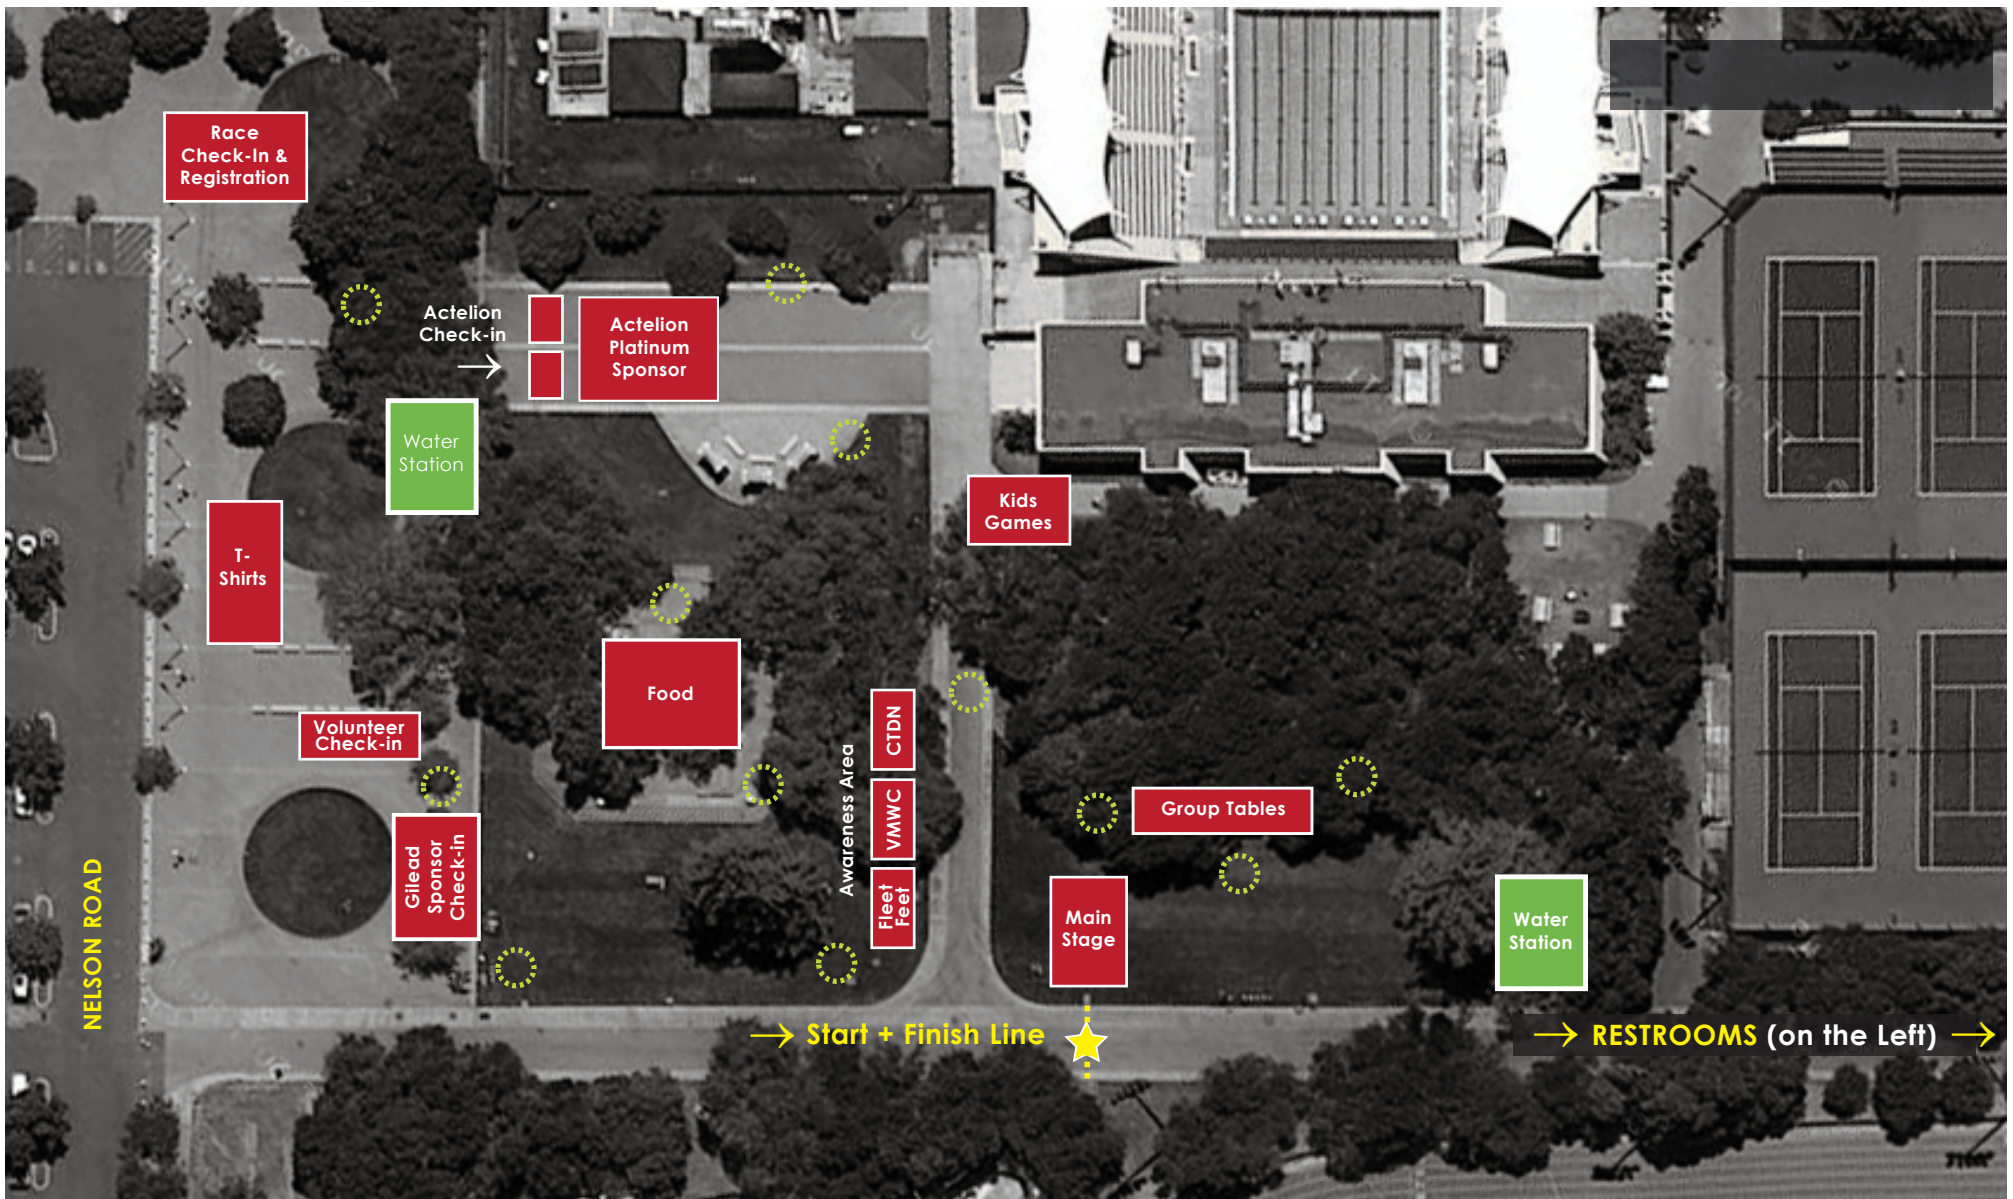 Race
Check-In &
Registration
Actelion
Check-in
→
Actelion
Platinum
Sponsor
Water
Station
Kids
Games
T-
Shirts
Food
Volunteer
Check-in
Awareness Area
CTDN
VMWC
Fleet
Feet
Group Tables
Gilead
Sponsor
Check-in
Main
Stage
Water
Station
NELSON ROAD
→ Start + Finish Line
→ RESTROOMS (on the Left) →